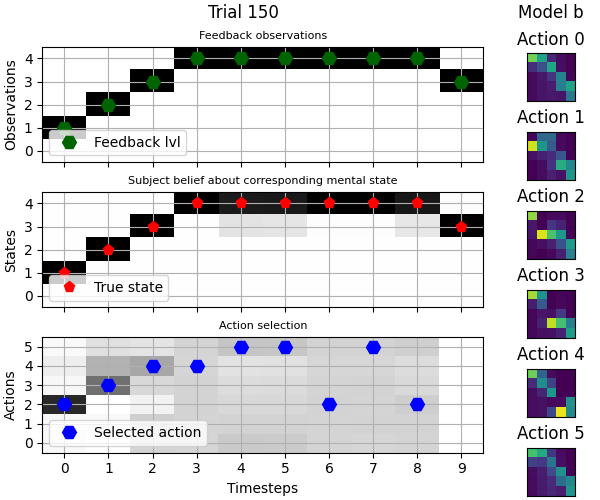 Trial 150
Model b
Feedback observations
Observations
4
3
2
1
0
Feedback lvl
Subject belief about corresponding mental state
States
4
3
2
1
0
True state
Action selection
Actions
5
4
3
2
1
0
Selected action
0 1 2 3 4 5 6 7 8 9
Timesteps
Action 0
Action 1
Action 2
Action 3
Action 4
Action 5